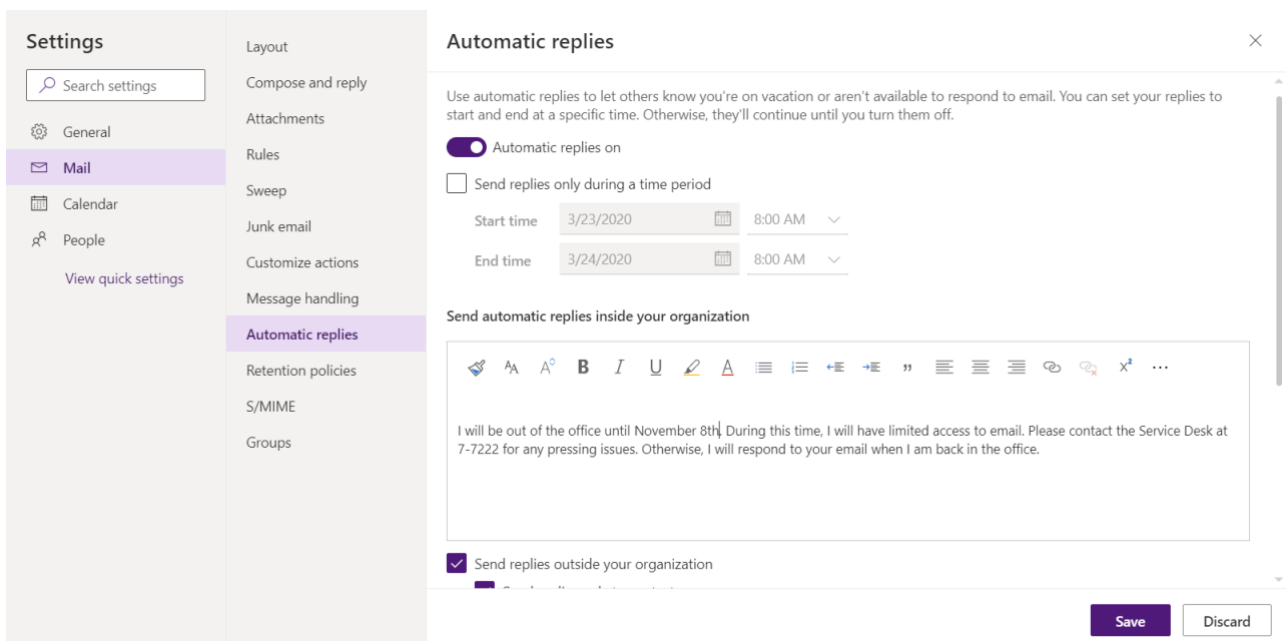 Settings
Search settings
General
Mail
Calendar
People
View quick settings
Layout
Compose and reply
Attachments
Rules
Sweep
Junk email
Customize actions
Message handling
Automatic replies
Retention policies
S/MIME
Groups
Automatic replies
Use automatic replies to let others know you're on vacation or aren't available to respond to email. You can set your replies to
start and end at a specific time. Otherwise, they'll continue until you turn them off.
Automatic replies on
Send replies only during a time period
Start time 3/23/2020 8:00 AM
End time 3/24/2020 8:00 AM
Send automatic replies inside your organization
I will be out of the office until November 8th. During this time, I will have limited access to email. Please contact the Service Desk at
7-7222 for any pressing issues. Otherwise, I will respond to your email when I am back in the office.
Send replies outside your organization
Save Discard